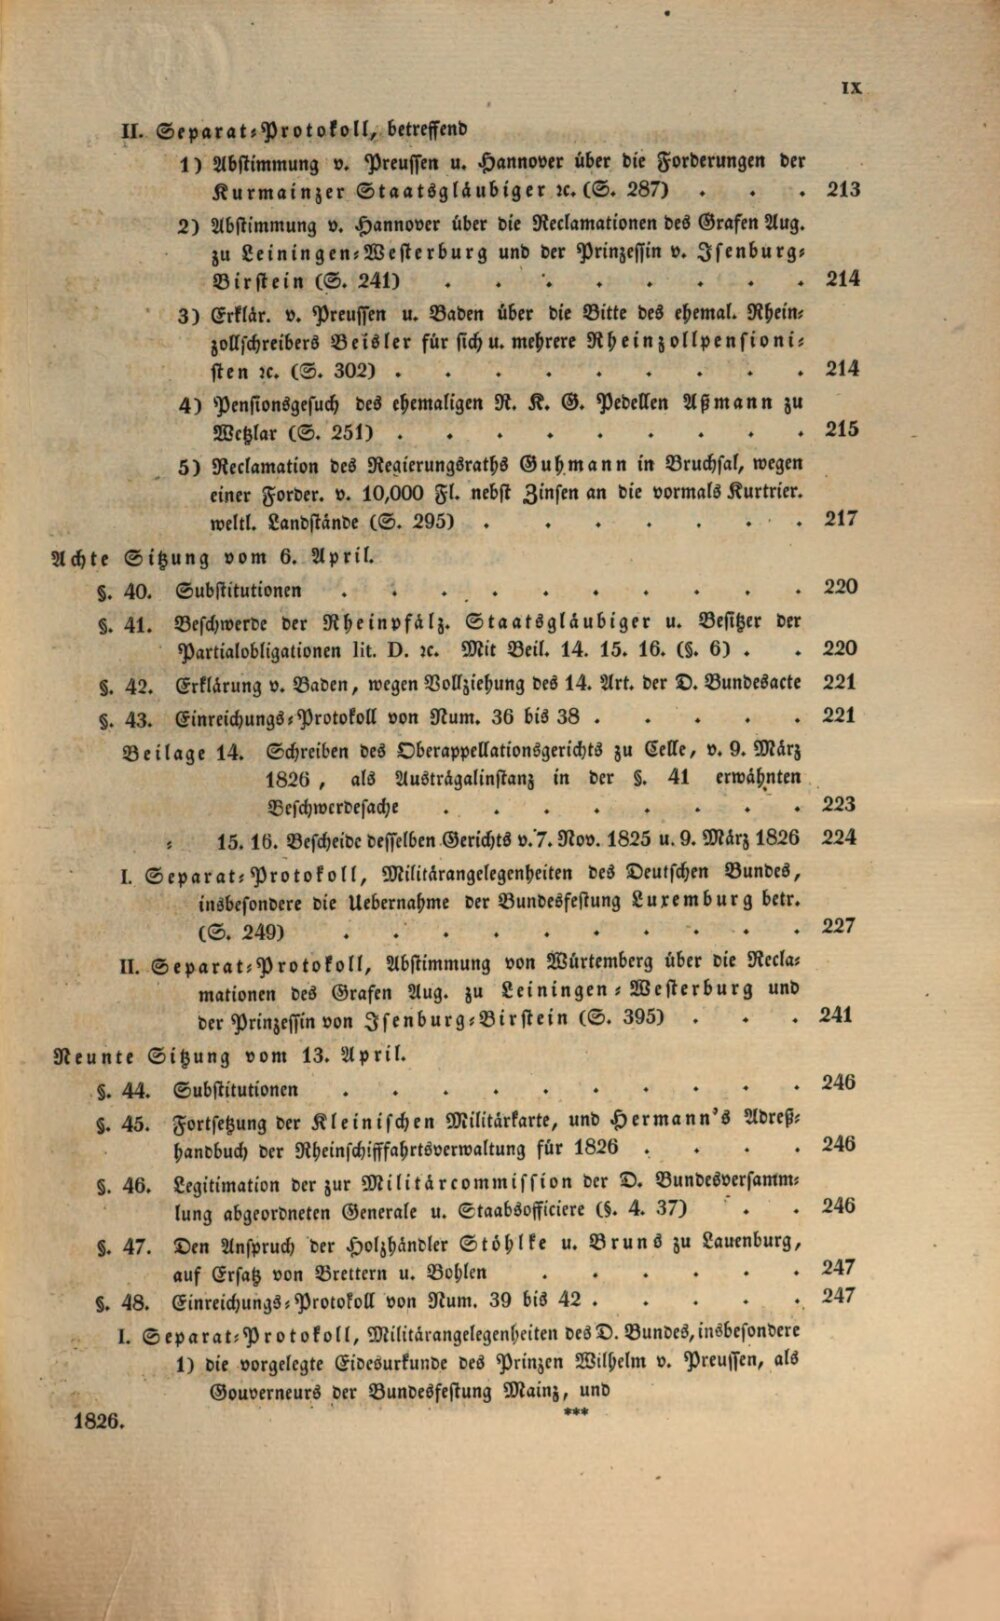 IX
II. Separat-Protokoll, betreffend
1) Abstimmung v. Preussen u. Hannover über die Forderungen der
Kurmainzer Staatsgläubiger ꝛc. (S. 287) . . . 213
2) Abstimmung v. Hannover über die Reclamationen des Grafen Aug.
zu Leiningen-Westerburg und der Prinzessin v. Isenburg-
Birstein (S. 241) . . . . . . . . 214
3) Erklär. v. Preussen u. Baden über die Bitte des ehemal. Rhein-
zollschreibers Beisler für sich u. mehrere Rheinzollpensioni-
sten ꝛc. (S. 302) . . . . . . . . . 214
4) Pensionsgesuch des ehemaligen R. K. G. Pedellen Aßmann zu
Wetzlar (S. 251) . . . . . . . . . 215
5) Reclamation des Regierungsraths Guhmann in Bruchsal, wegen
einer Forder. v. 10,000 Fl. nebst Zinsen an die vormals Kurtrier.
weltl. Landstände (S. 295) . . . . . . . 217
Achte Sitzung vom 6. April.
§. 40. Substitutionen . . . . . . . . . . 220
§. 41. Beschwerde der Rheinpfälz. Staatsgläubiger u. Besitzer der
Partialobligationen lit. D. ꝛc. Mit Beil. 14. 15. 16. (§. 6) . . 220
§. 42. Erklärung v. Baden, wegen Vollziehung des 14. Art. der D. Bundesacte 221
§. 43. Einreichungs-Protokoll von Num. 36 bis 38 . . . . . 221
Beilage 14. Schreiben des Oberappellationsgerichts zu Celle, v. 9. März
1826, als Austrägalinstanz in der §. 41 erwähnten
Beschwerdesache . . . . . . . . 223
- 15. 16. Bescheide desselben Gerichts v. 7. Nov. 1825 u. 9. März 1826 224
I. Separat-Protokoll, Militärangelegenheiten des Deutschen Bundes,
insbesondere die Uebernahme der Bundesfestung Luxemburg betr.
(S. 249) . . . . . . . . . . 227
II. Separat-Protokoll, Abstimmung von Würtemberg über die Recla-
mationen des Grafen Aug. zu Leiningen-Westerburg und
der Prinzessin von Isenburg-Birstein (S. 395) . . . 241
Neunte Sitzung vom 13. April.
§. 44. Substitutionen . . . . . . . . . . 246
§. 45. Fortsetzung der Kleinischen Militärkarte, und Hermann's Adreß-
handbuch der Rheinschifffahrtsverwaltung für 1826 . . . . 246
§. 46. Legitimation der zur Militärcommission der D. Bundesversamm-
lung abgeordneten Generale u. Staabsofficiere (§. 4. 37) . . 246
§. 47. Den Anspruch der Holzhändler Stöhlke u. Bruns zu Lauenburg,
auf Ersatz von Brettern u. Bohlen . . . . . . 247
§. 48. Einreichungs-Protokoll von Num. 39 bis 42 . . . . . 247
I. Separat-Protokoll, Militärangelegenheiten des D. Bundes, insbesondere
1) die vorgelegte Eidesurkunde des Prinzen Wilhelm v. Preussen, als
Gouverneurs der Bundesfestung Mainz, und
1826. ***